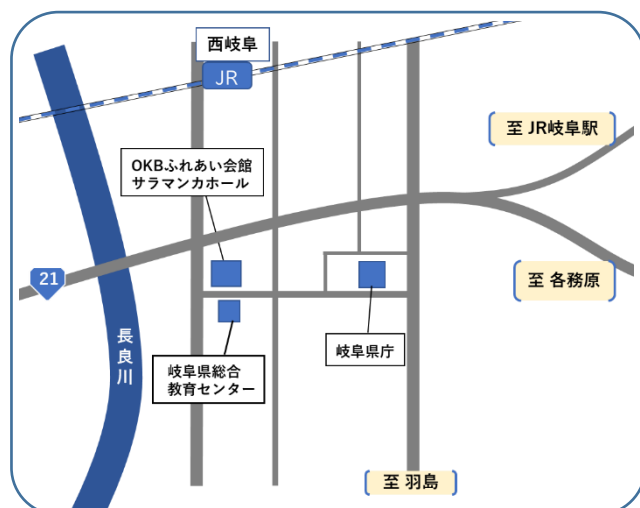 西岐阜
JR
至 JR岐阜駅
OKBふれあい会館
サラマンカホール
21
至 各務原
長良川
岐阜県庁
岐阜県総合
教育センター
至 羽島